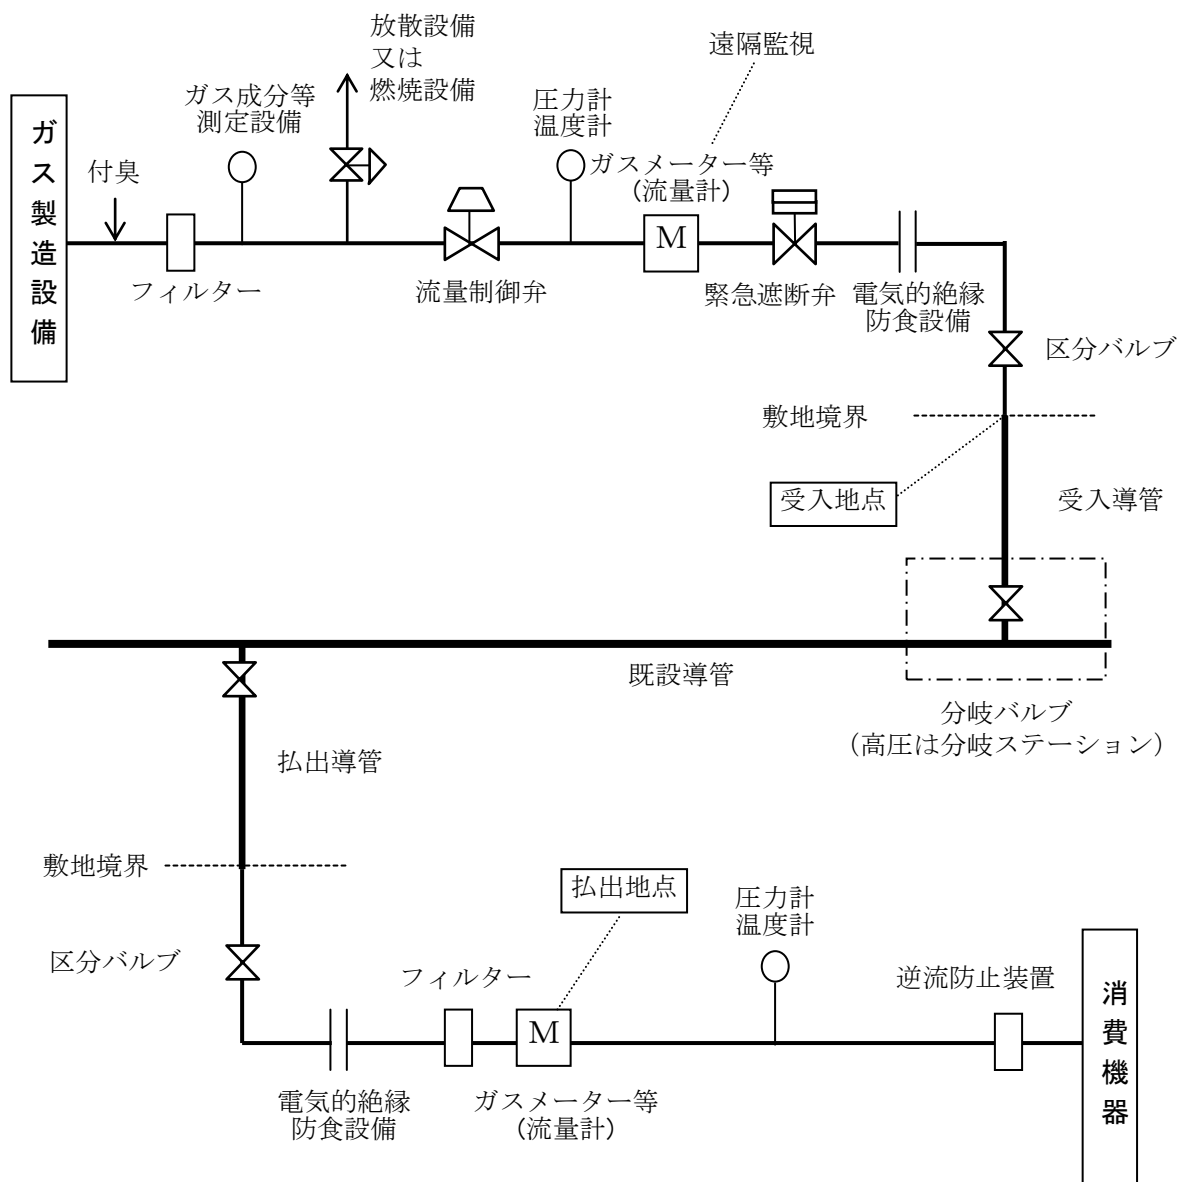 放散設備
又は
燃焼設備
遠隔監視
ガス成分等
測定設備
圧力計
温度計
ガス製造設備
付臭
ガスメーター等
(流量計)
M
フィルター
流量制御弁
緊急遮断弁
電気的絶縁
防食設備
区分バルブ
敷地境界
受入地点
受入導管
既設導管
分岐バルブ
（高圧は分岐ステーション）
払出導管
敷地境界
払出地点
圧力計
温度計
区分バルブ
フィルター
逆流防止装置
消費機器
M
電気的絶縁
防食設備
ガスメーター等
(流量計)